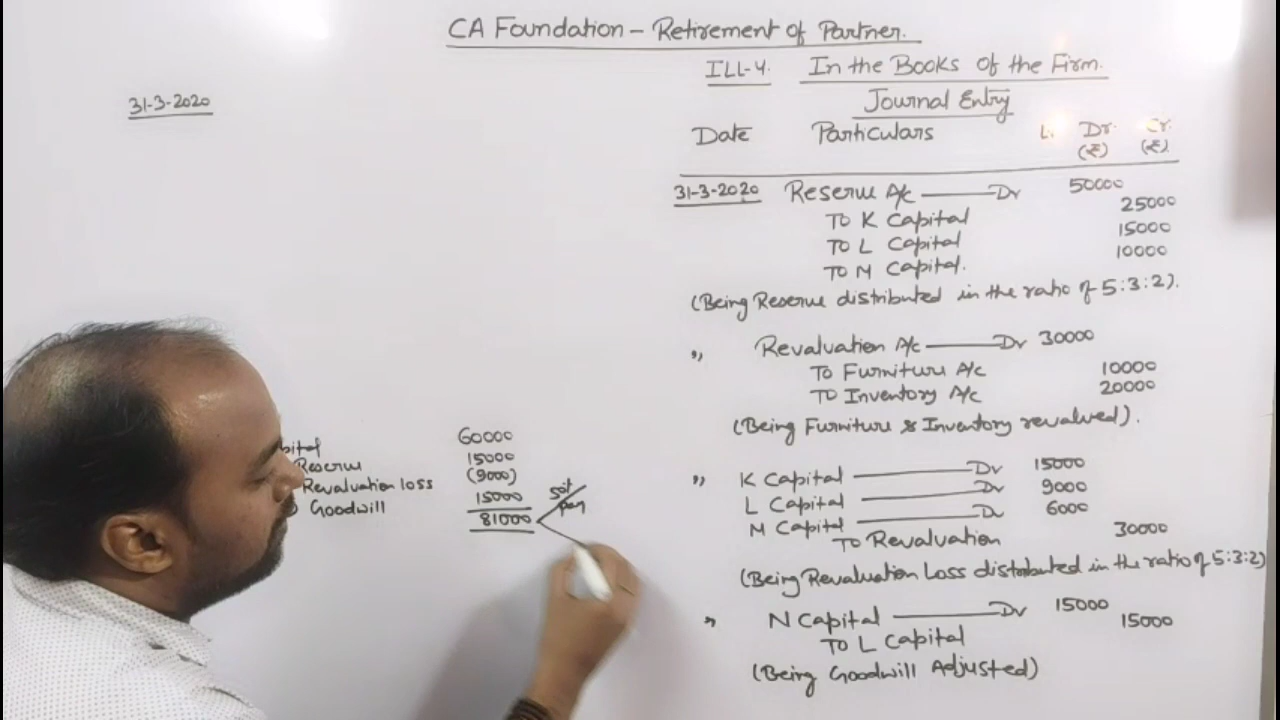 CA Foundation – Retirement of Partner.
ILL-4. In the Books of the Firm.
Journal Entry
31-3-2020
Date Particulars L. Dr. (₹) Cr. (₹)
31-3-2020 Reserve A/c Dr 50000
To K Capital 25000
To L Capital 15000
To M Capital. 10000
(Being Reserve distributed in the ratio of 5:3:2).
,, Revaluation A/c Dr 30000
To Furniture A/c 10000
To Inventory A/c 20000
(Being Furniture & Inventory revalved).
,, K Capital Dr 15000
L Capital Dr 9000
M Capital Dr 6000
To Revaluation 30000
(Being Revaluation Loss distributed in the ratio of 5:3:2)
,, N Capital Dr 15000
To L Capital 15000
(Being Goodwill Adjusted)
60000
Reserve 15000
Revaluation loss (9000)
Goodwill 15000
81000